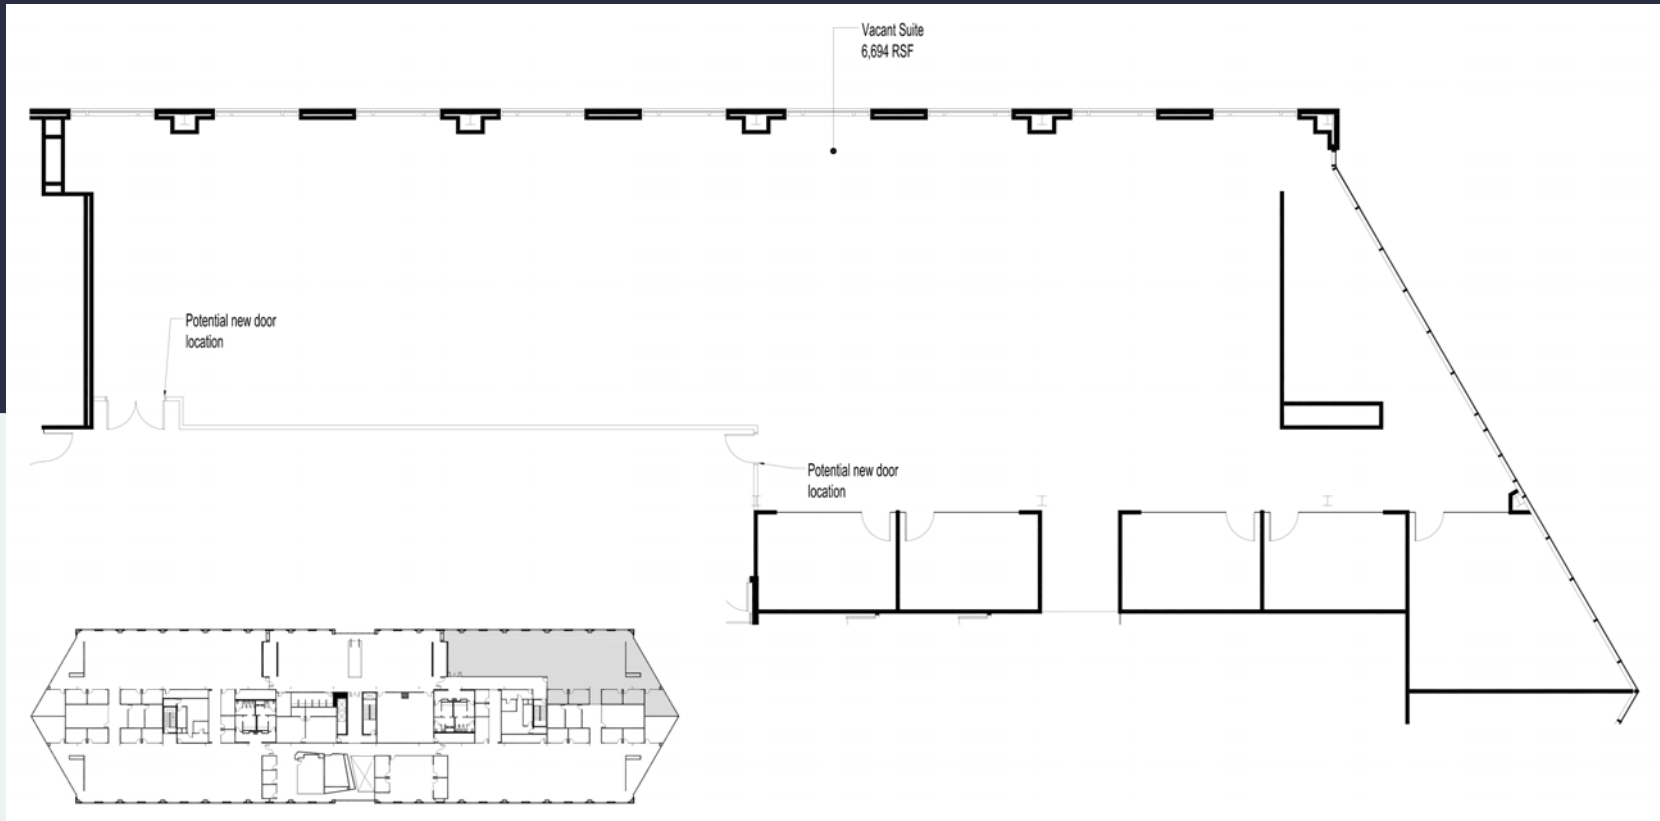 Vacant Suite
6,694 RSF
Potential new door
location
Potential new door
location